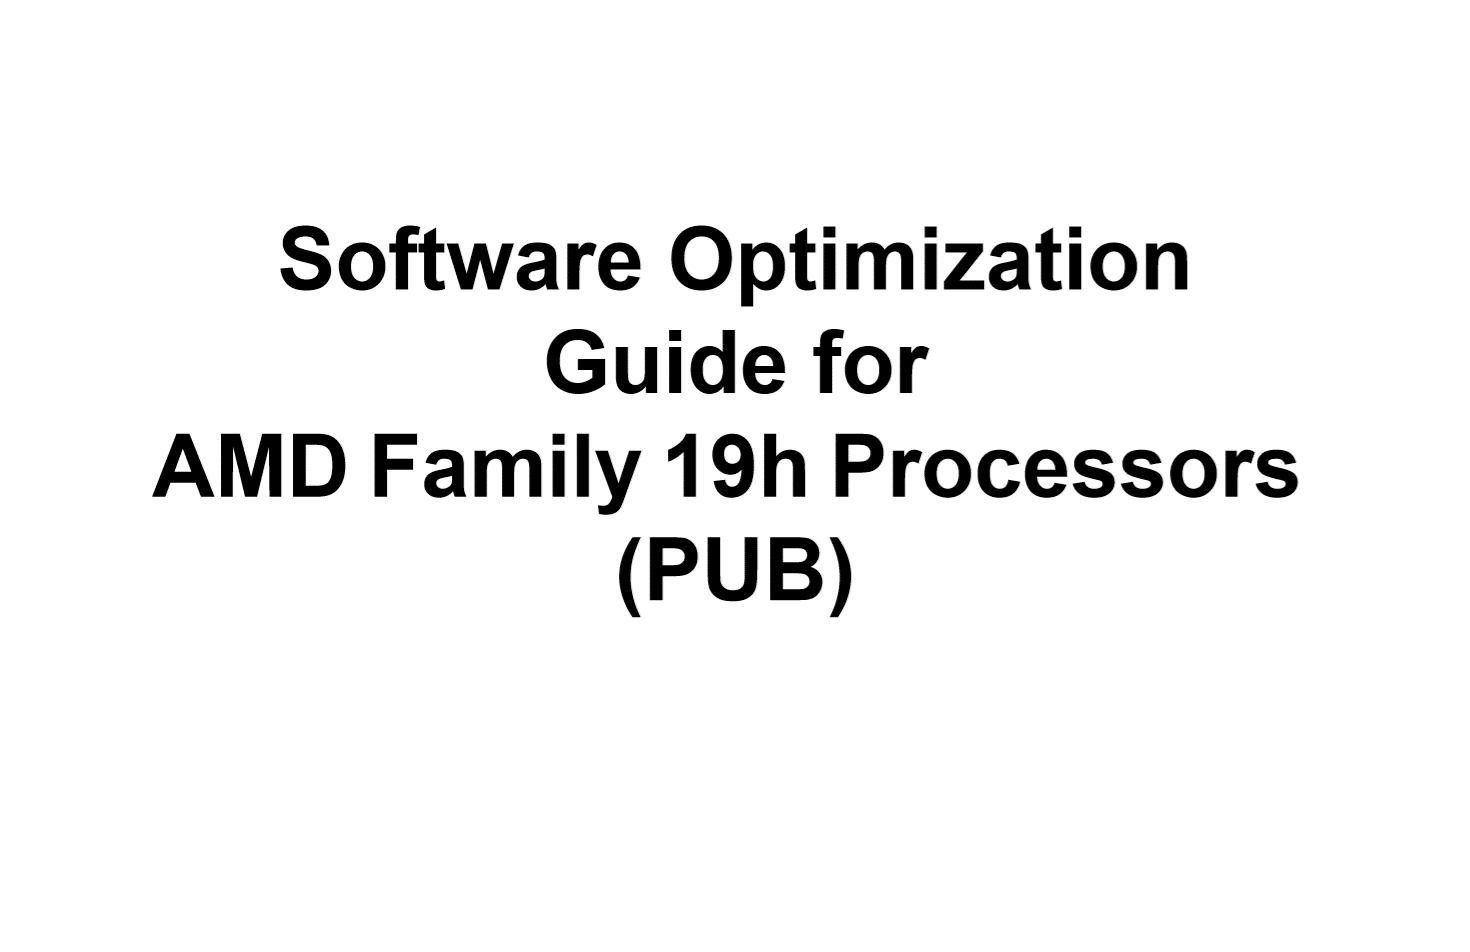 Software Optimization
Guide for
AMD Family 19h Processors
(PUB)